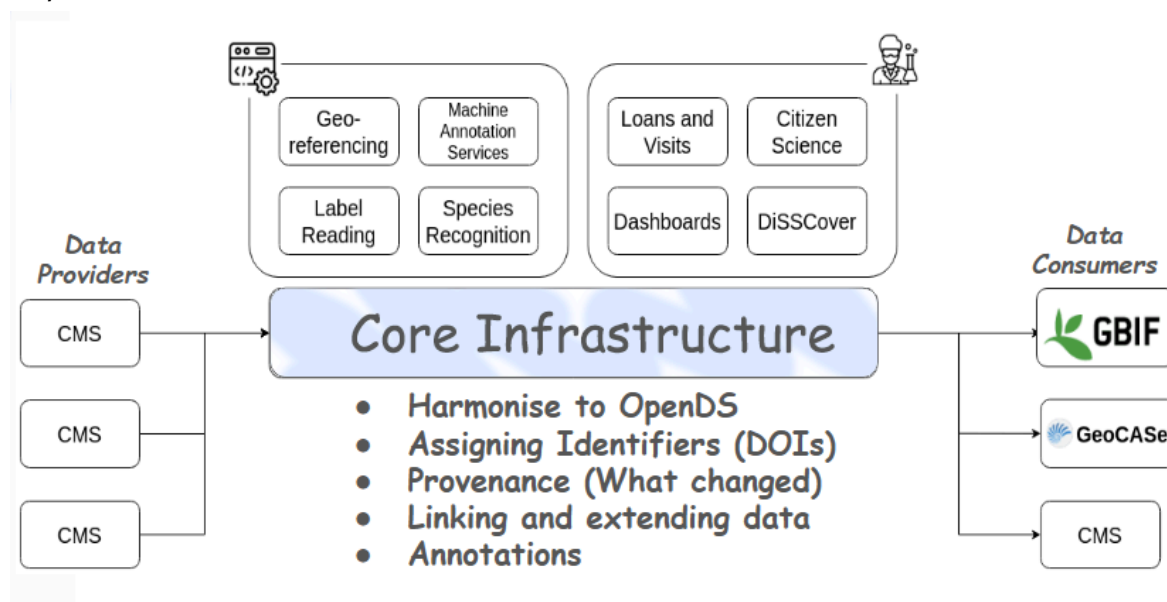 Geo-
referencing
Machine
Annotation
Services
Label
Reading
Species
Recognition
Loans and
Visits
Citizen
Science
Dashboards
DiSSCover
Data
Providers
CMS
CMS
CMS
Core Infrastructure
● Harmonise to OpenDS
● Assigning Identifiers (DOIs)
● Provenance (What changed)
● Linking and extending data
● Annotations
Data
Consumers
GBIF
GeoCASe
CMS